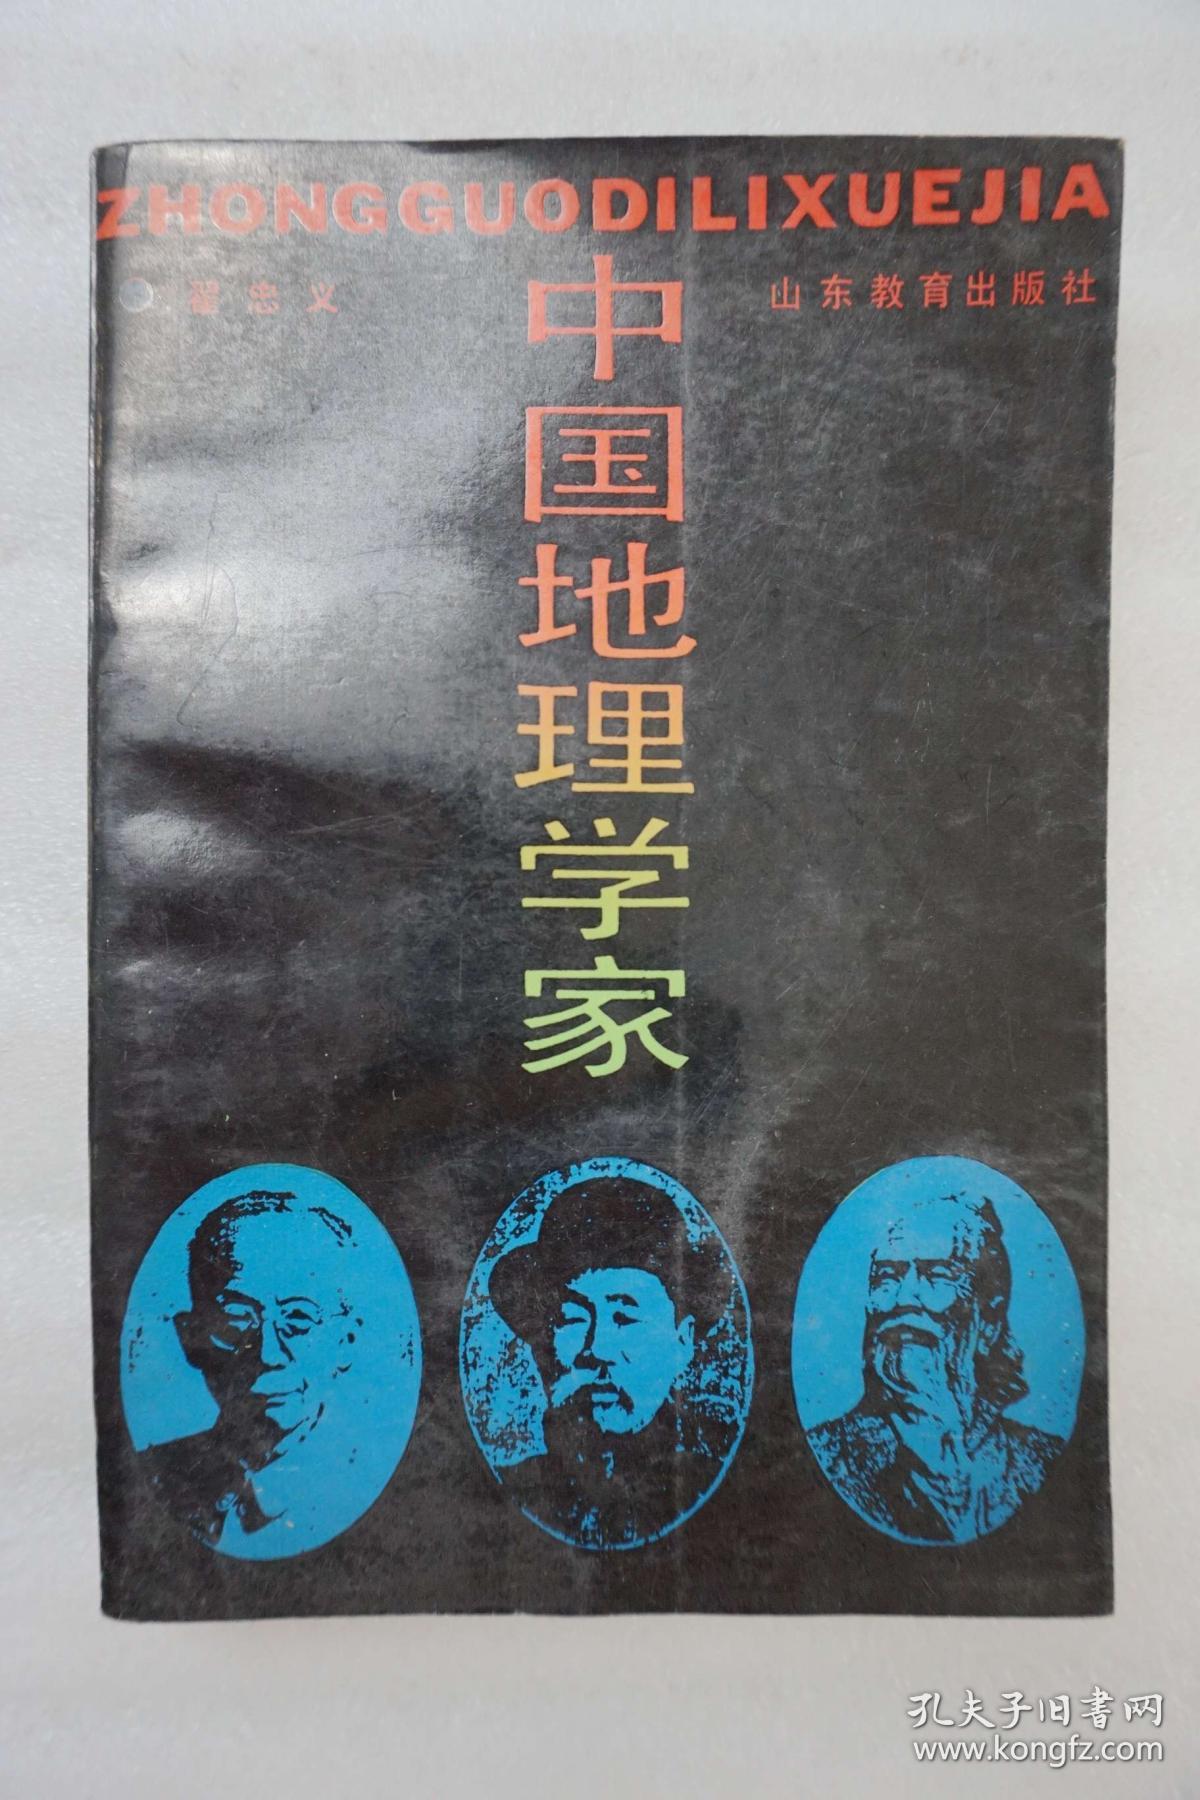 ZHONGGUODILIXUEJIA
翟忠义
山东教育出版社
中国地理学家
孔夫子旧书网
www.kongfz.com